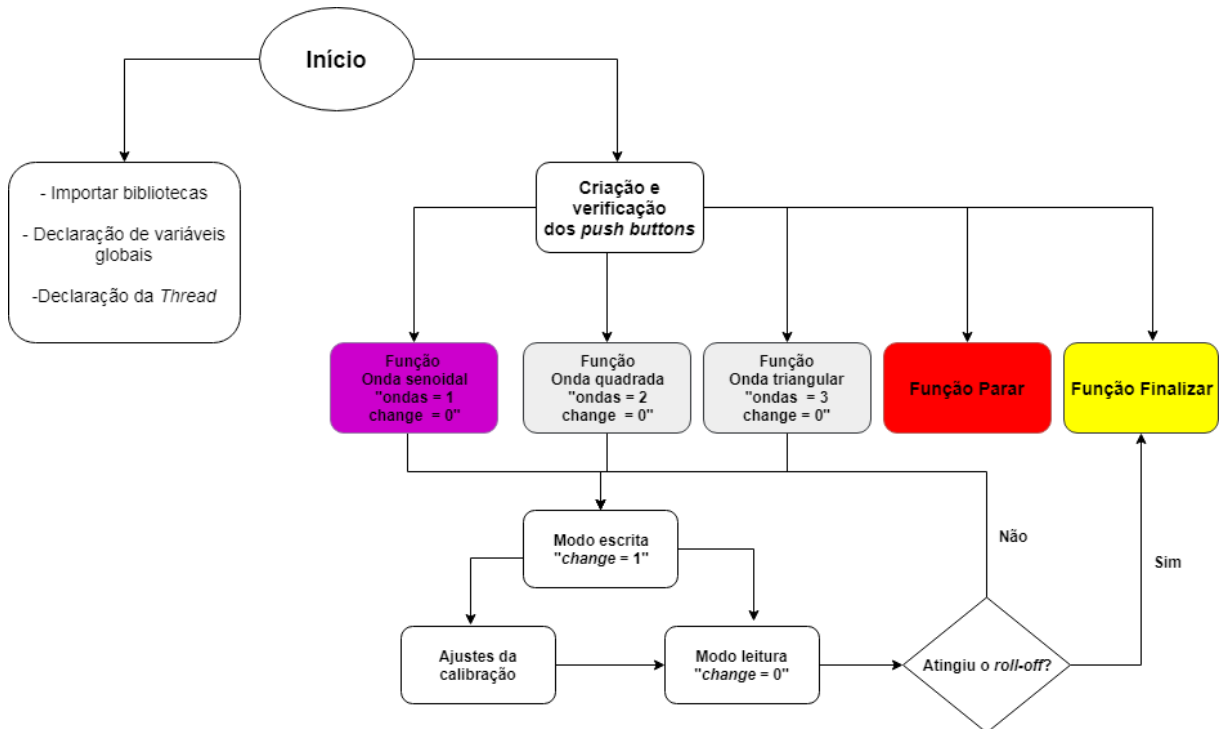 Início
- Importar bibliotecas
- Declaração de variáveis
globais
-Declaração da Thread
Criação e
verificação
dos push buttons
Função
Onda senoidal
"ondas = 1
change = 0"
Função
Onda quadrada
"ondas = 2
change = 0"
Função
Onda triangular
"ondas = 3
change = 0"
Função Parar
Função Finalizar
Modo escrita
"change = 1"
Não
Sim
Ajustes da
calibração
Modo leitura
"change = 0"
Atingiu o roll-off?